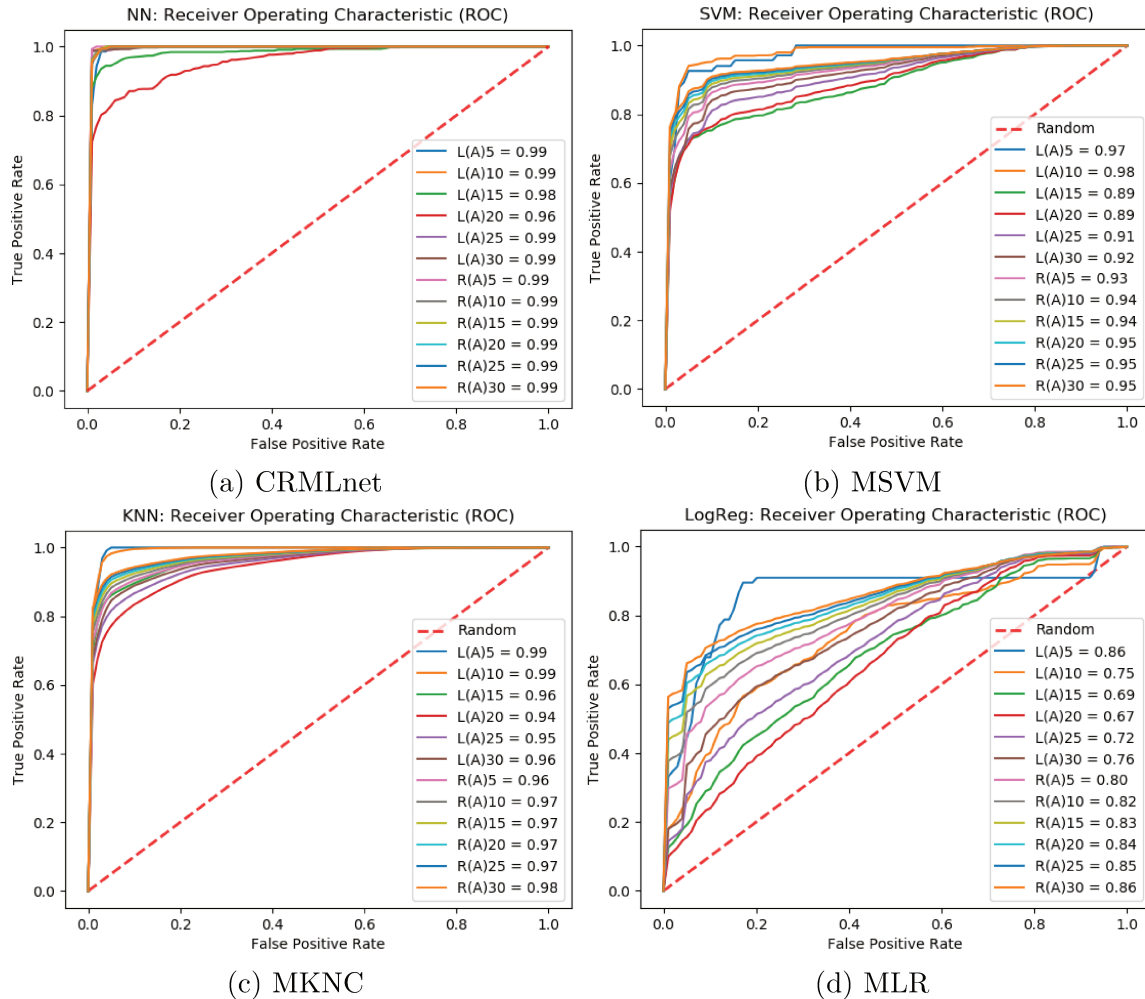 NN: Receiver Operating Characteristic (ROC)
True Positive Rate
1.0
0.8
0.6
0.4
0.2
0.0
L(A)5 = 0.99
L(A)10 = 0.99
L(A)15 = 0.98
L(A)20 = 0.96
L(A)25 = 0.99
L(A)30 = 0.99
R(A)5 = 0.99
R(A)10 = 0.99
R(A)15 = 0.99
R(A)20 = 0.99
R(A)25 = 0.99
R(A)30 = 0.99
0.0 0.2 0.4 0.6 0.8 1.0
False Positive Rate
(a) CRMLnet
SVM: Receiver Operating Characteristic (ROC)
True Positive Rate
1.0
0.8
0.6
0.4
0.2
0.0
Random
L(A)5 = 0.97
L(A)10 = 0.98
L(A)15 = 0.89
L(A)20 = 0.89
L(A)25 = 0.91
L(A)30 = 0.92
R(A)5 = 0.93
R(A)10 = 0.94
R(A)15 = 0.94
R(A)20 = 0.95
R(A)25 = 0.95
R(A)30 = 0.95
0.0 0.2 0.4 0.6 0.8 1.0
False Positive Rate
(b) MSVM
KNN: Receiver Operating Characteristic (ROC)
True Positive Rate
1.0
0.8
0.6
0.4
0.2
0.0
Random
L(A)5 = 0.99
L(A)10 = 0.99
L(A)15 = 0.96
L(A)20 = 0.94
L(A)25 = 0.95
L(A)30 = 0.96
R(A)5 = 0.96
R(A)10 = 0.97
R(A)15 = 0.97
R(A)20 = 0.97
R(A)25 = 0.97
R(A)30 = 0.98
0.0 0.2 0.4 0.6 0.8 1.0
False Positive Rate
(c) MKNC
LogReg: Receiver Operating Characteristic (ROC)
True Positive Rate
1.0
0.8
0.6
0.4
0.2
0.0
Random
L(A)5 = 0.86
L(A)10 = 0.75
L(A)15 = 0.69
L(A)20 = 0.67
L(A)25 = 0.72
L(A)30 = 0.76
R(A)5 = 0.80
R(A)10 = 0.82
R(A)15 = 0.83
R(A)20 = 0.84
R(A)25 = 0.85
R(A)30 = 0.86
0.0 0.2 0.4 0.6 0.8 1.0
False Positive Rate
(d) MLR